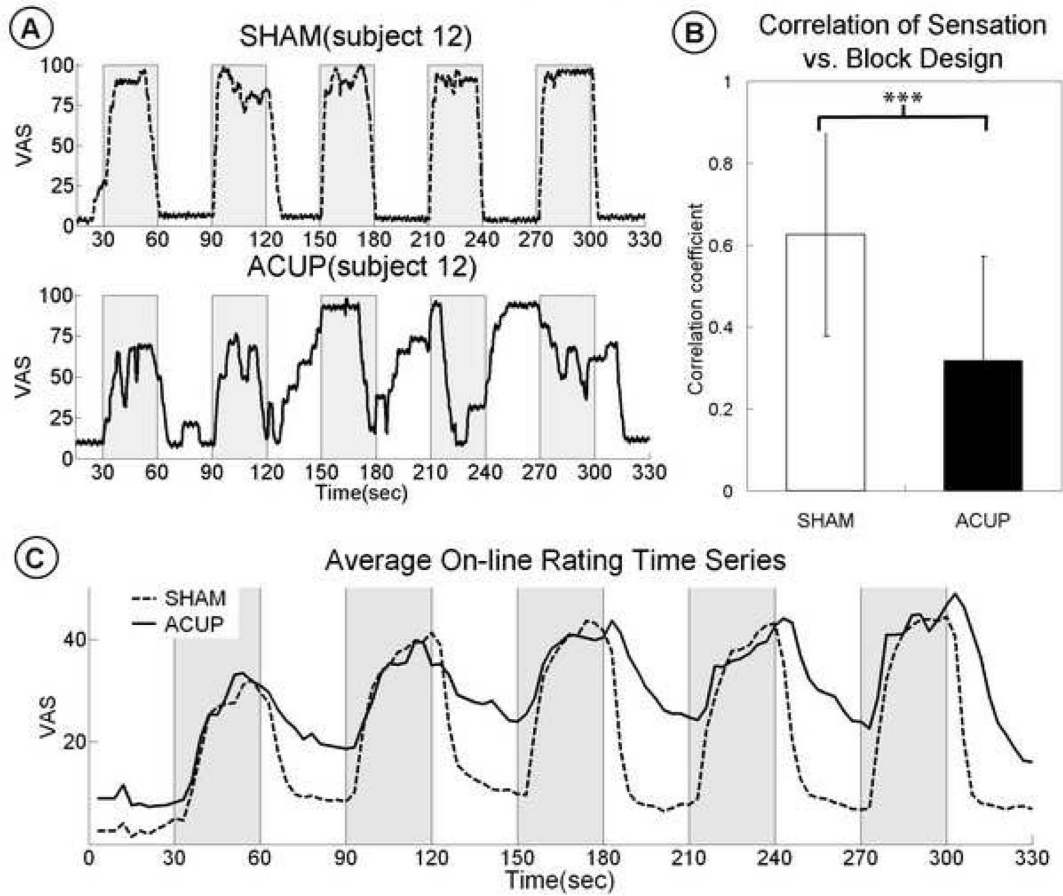 A
SHAM(subject 12)
VAS
100
75
50
25
0
30 60 90 120 150 180 210 240 270 300 330
ACUP(subject 12)
VAS
100
75
50
25
0
30 60 90 120 150 180 210 240 270 300 330
Time(sec)
B
Correlation of Sensation
vs. Block Design
Correlation coefficient
1
0.8
0.6
0.4
0.2
0
***
SHAM ACUP
C
Average On-line Rating Time Series
SHAM
ACUP
VAS
40
20
0 30 60 90 120 150 180 210 240 270 300 330
Time(sec)